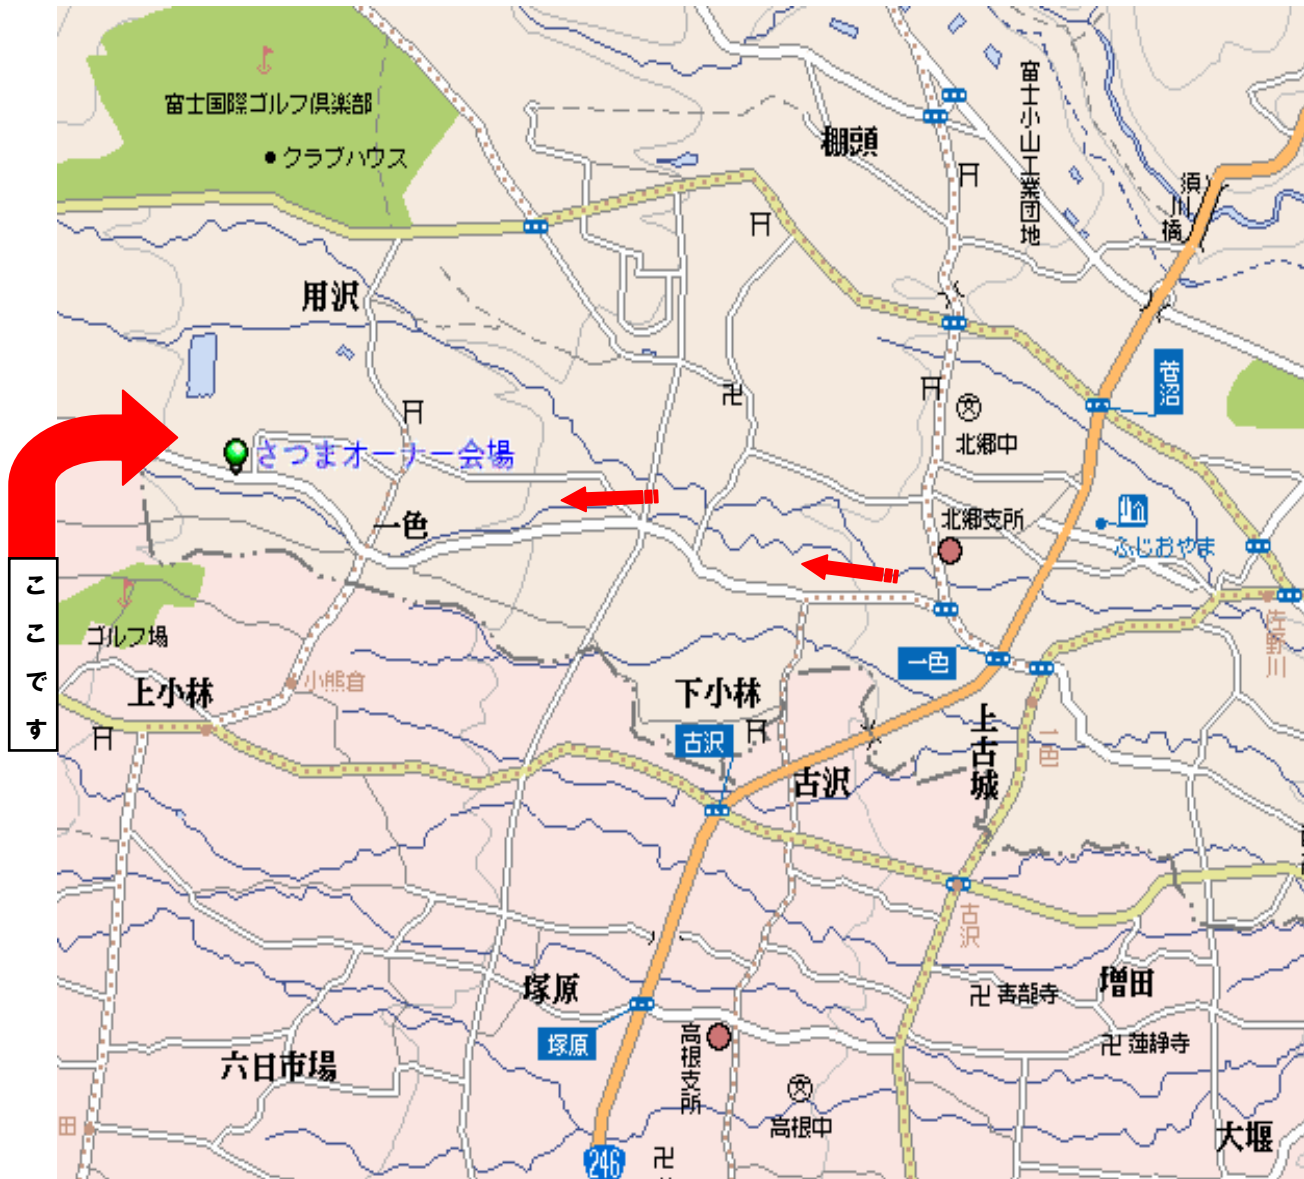 富士国際ゴルフ倶楽部
クラブハウス
棚頭
富士小山工業団地
須川橋
用沢
菅沼
北郷中
さつまオーナー会場
一色
北郷支所
ふじおやま
ここです
ゴルフ場
佐野川
一色
小熊倉
上小林
下小林
古沢
上古城
一色
古沢
古沢
塚原
青龍寺
増田
塚原
高根支所
蓮静寺
六日市場
高根中
田
大堰
246